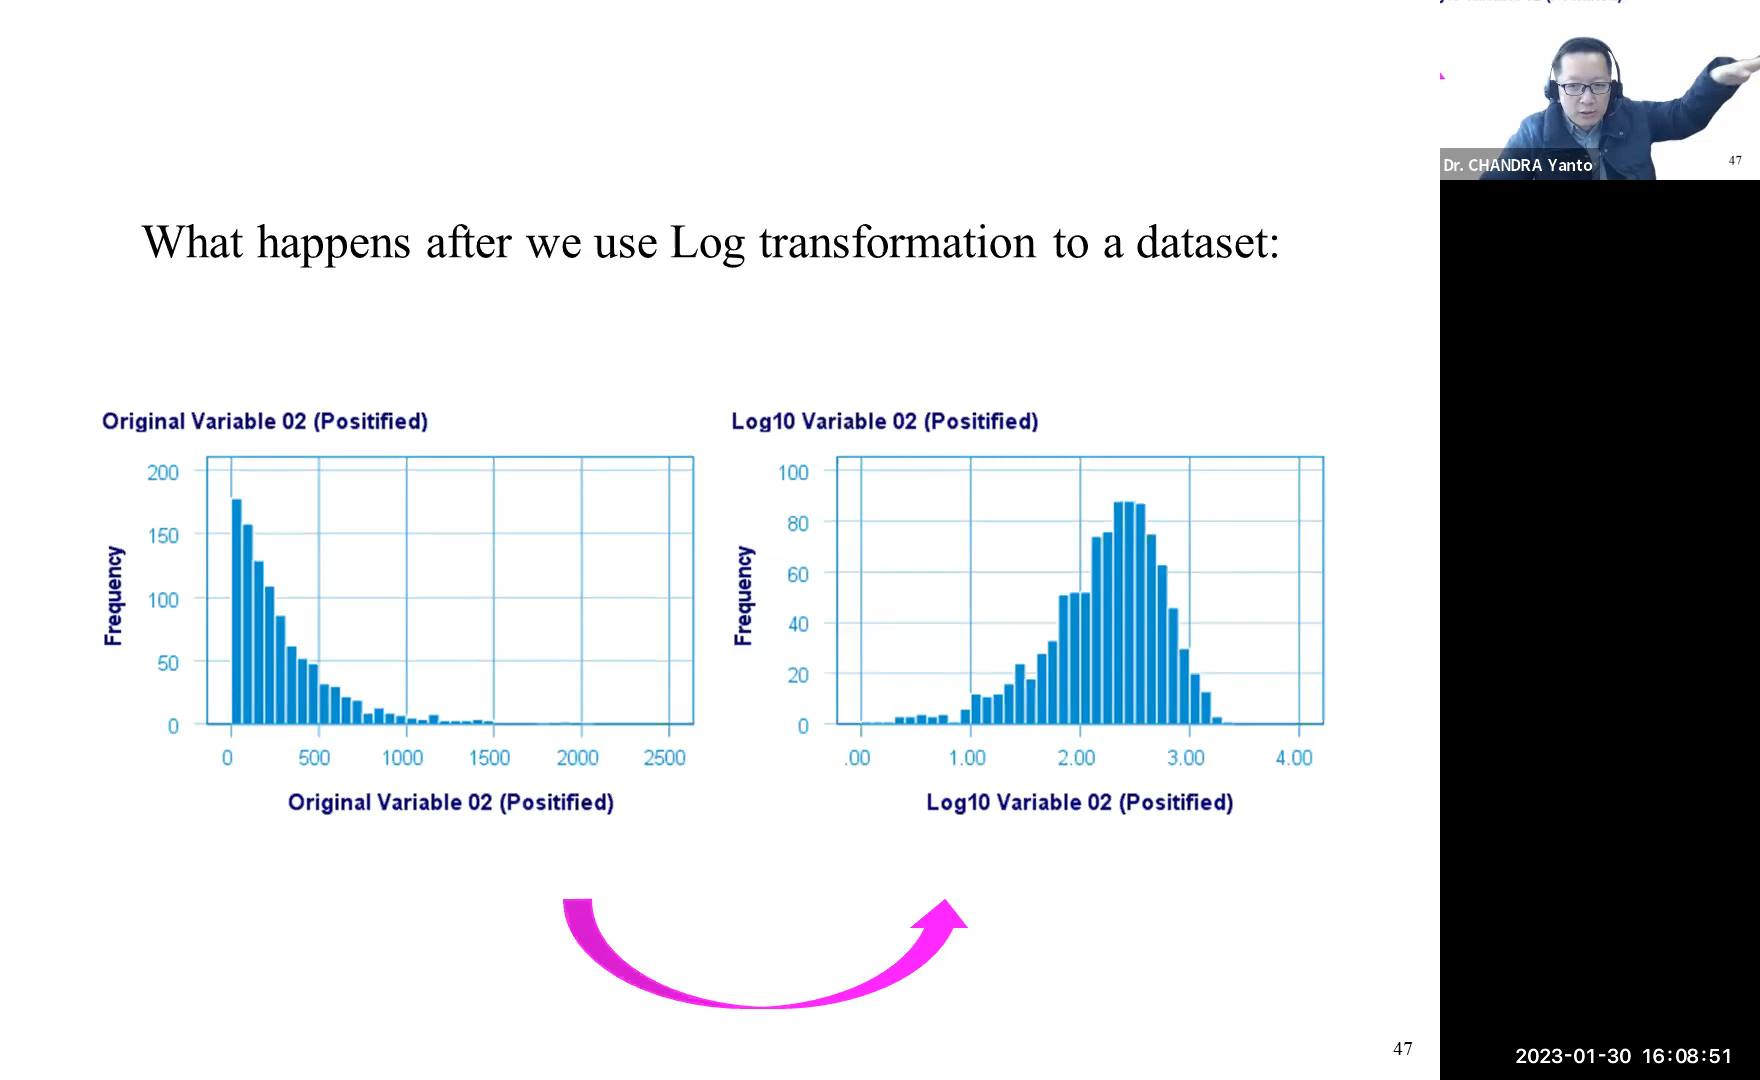 What happens after we use Log transformation to a dataset:
Original Variable 02 (Positified)
200
150
100
50
0
Frequency
0 500 1000 1500 2000 2500
Original Variable 02 (Positified)
Log10 Variable 02 (Positified)
100
80
60
40
20
0
Frequency
.00 1.00 2.00 3.00 4.00
Log10 Variable 02 (Positified)
47
Dr. CHANDRA Yanto
47
2023-01-30 16:08:51